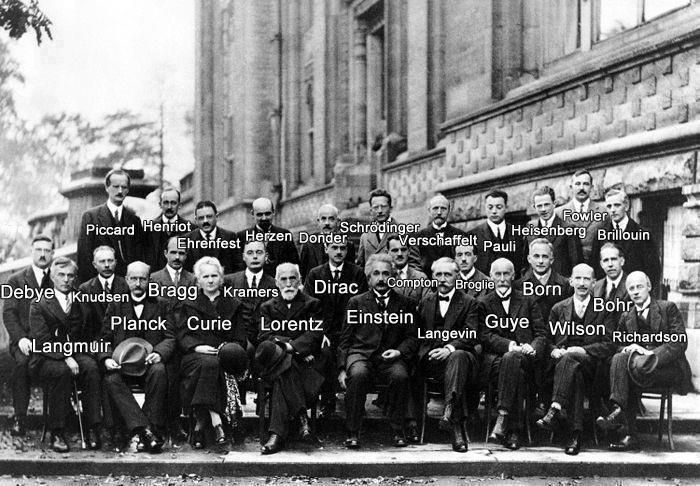 Piccard
Henriot
Ehrenfest
Herzen
Donder
Schrödinger
Verschaffelt
Pauli
Heisenberg
Fowler
Brillouin
Debye
Knudsen
Bragg
Kramers
Dirac
Compton
Broglie
Born
Bohr
Langmuir
Planck
Curie
Lorentz
Einstein
Langevin
Guye
Wilson
Richardson